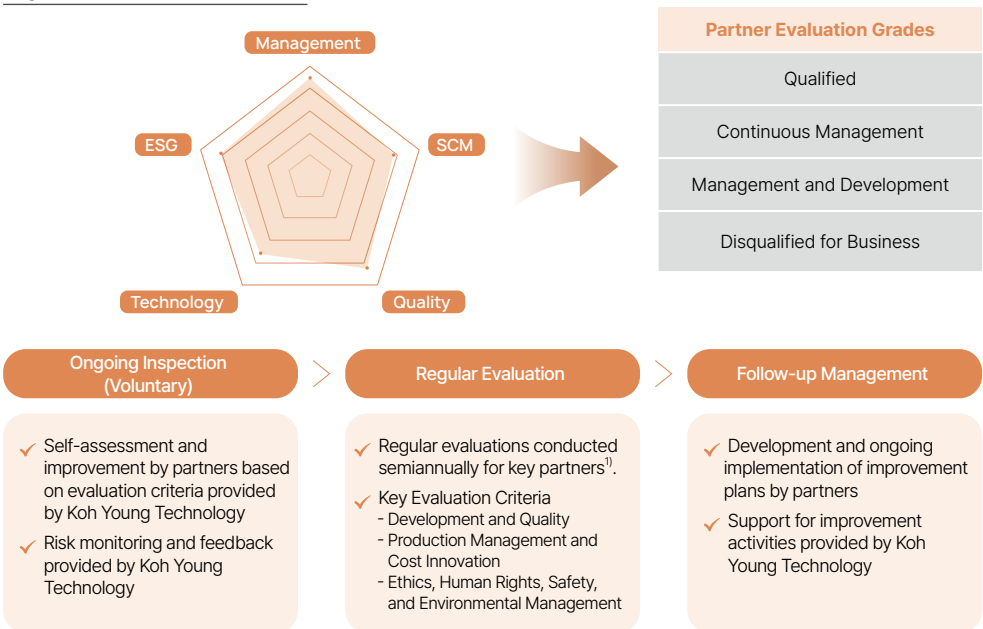 Management
ESG
SCM
Technology
Quality
Partner Evaluation Grades
Qualified
Continuous Management
Management and Development
Disqualified for Business
Ongoing Inspection
(Voluntary)
✓ Self-assessment and
improvement by partners based
on evaluation criteria provided
by Koh Young Technology
✓ Risk monitoring and feedback
provided by Koh Young
Technology
Regular Evaluation
✓ Regular evaluations conducted
semiannually for key partners¹⁾.
✓ Key Evaluation Criteria
- Development and Quality
- Production Management and
Cost Innovation
- Ethics, Human Rights, Safety,
and Environmental Management
Follow-up Management
✓ Development and ongoing
implementation of improvement
plans by partners
✓ Support for improvement
activities provided by Koh
Young Technology